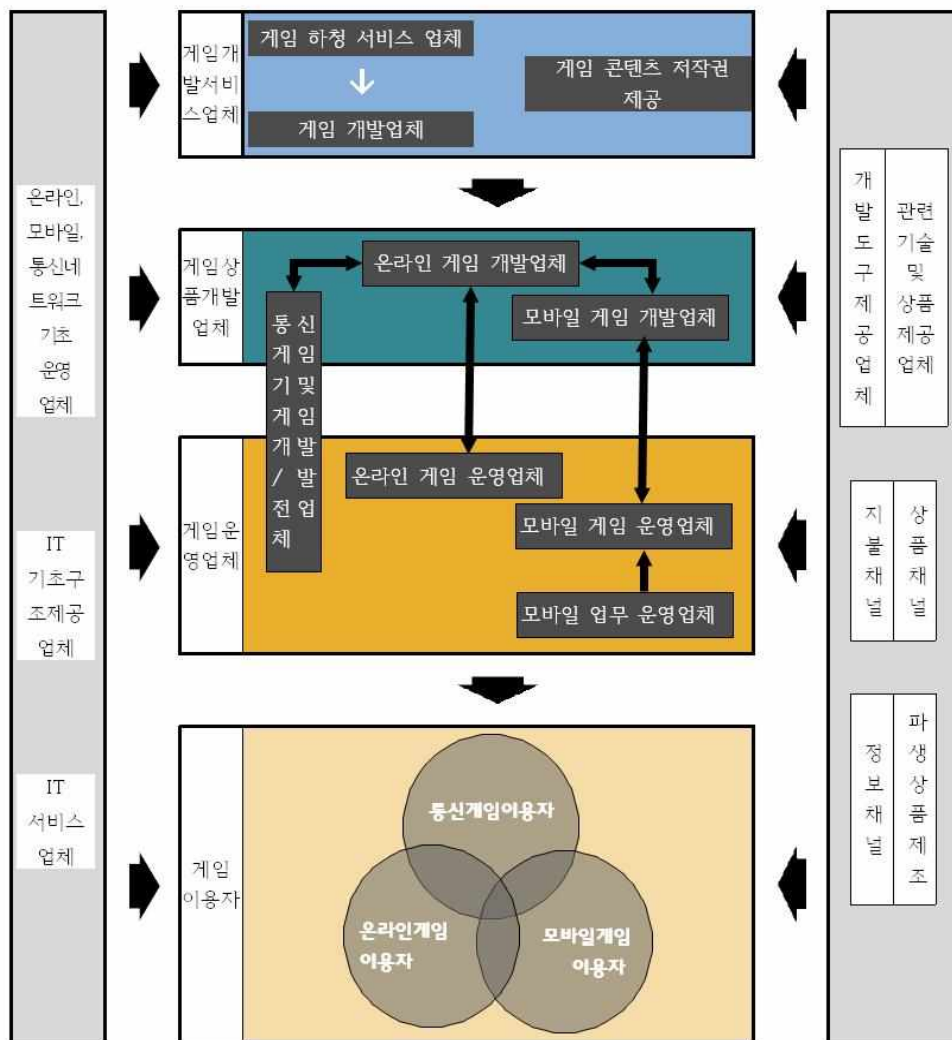 온라인,
모바일,
통신네
트워크
기초
운영
업체
IT
기초구
조제공
업체
IT
서비스
업체
게임개
발서비
스업체
게임 하청 서비스 업체
게임 개발업체
게임 콘텐츠 저작권
제공
게임상
품개발
업체
온라인 게임 개발업체
모바일 게임 개발업체
통신
게임
기및
게임
개발
/ 발
전업
체
게임운
영업체
온라인 게임 운영업체
모바일 게임 운영업체
모바일 업무 운영업체
게임
이용자
통신게임이용자
온라인게임
이용자
모바일게임
이용자
개
발
도
구
제
공
업
체
관련
기술
및
상품
제공
업체
지
불
채
널
상
품
채
널
정
보
채
널
파
생
상
품
제
조